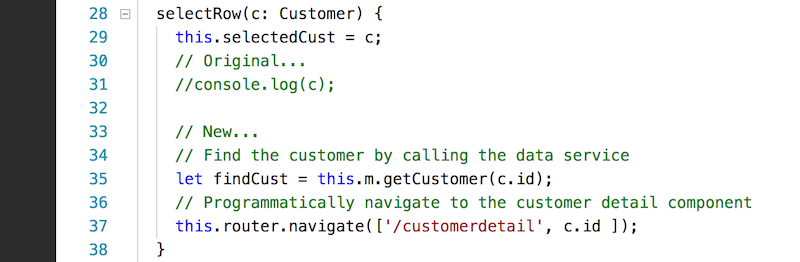 28 selectRow(c: Customer) {
29 this.selectedCust = c;
30 // Original...
31 //console.log(c);
32
33 // New...
34 // Find the customer by calling the data service
35 let findCust = this.m.getCustomer(c.id);
36 // Programmatically navigate to the customer detail component
37 this.router.navigate(['/customerdetail', c.id ]);
38 }